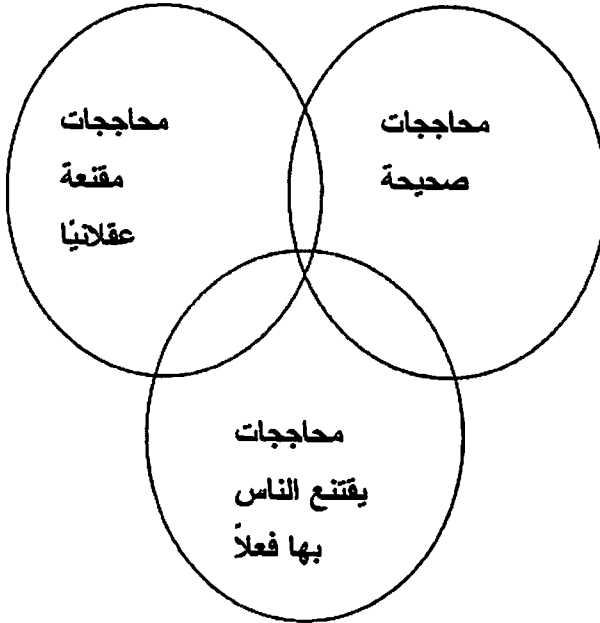 محاججات
صحيحة
محاججات
مقنعة
عقلانيًا
محاججات
يقتنع الناس
بها فعلاً